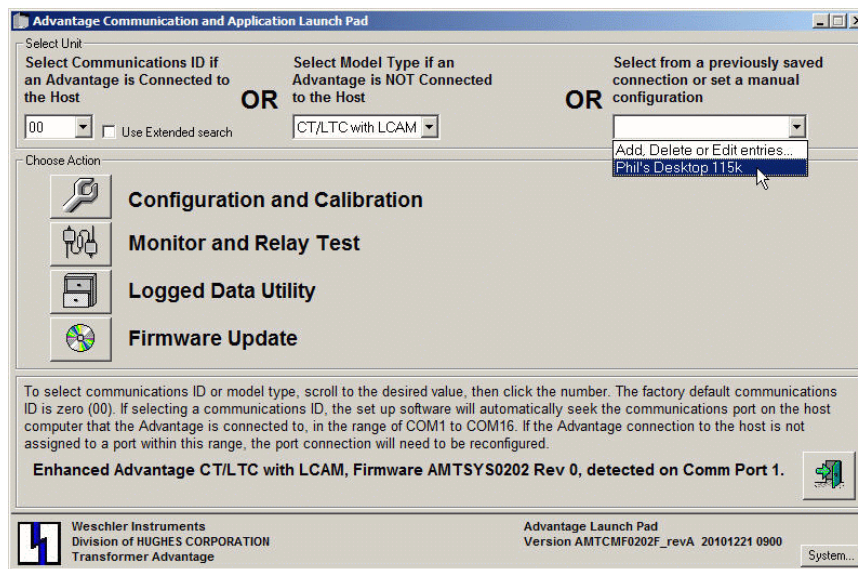 Advantage Communication and Application Launch Pad
Select Unit
Select Communications ID if
an Advantage is Connected to
the Host
OR
Select Model Type if an
Advantage is NOT Connected
to the Host
OR
Select from a previously saved
connection or set a manual
configuration
00
Use Extended search
CT/LTC with LCAM
Add, Delete or Edit entries...
Phil's Desktop 115k
Choose Action
Configuration and Calibration
Monitor and Relay Test
Logged Data Utility
Firmware Update
To select communications ID or model type, scroll to the desired value, then click the number. The factory default communications
ID is zero (00). If selecting a communications ID, the set up software will automatically seek the communications port on the host
computer that the Advantage is connected to, in the range of COM1 to COM16. If the Advantage connection to the host is not
assigned to a port within this range, the port connection will need to be reconfigured.
Enhanced Advantage CT/LTC with LCAM, Firmware AMTSYS0202 Rev 0, detected on Comm Port 1.
Weschler Instruments
Division of HUGHES CORPORATION
Transformer Advantage
Advantage Launch Pad
Version AMTCMF0202F_revA 20101221 0900
System...